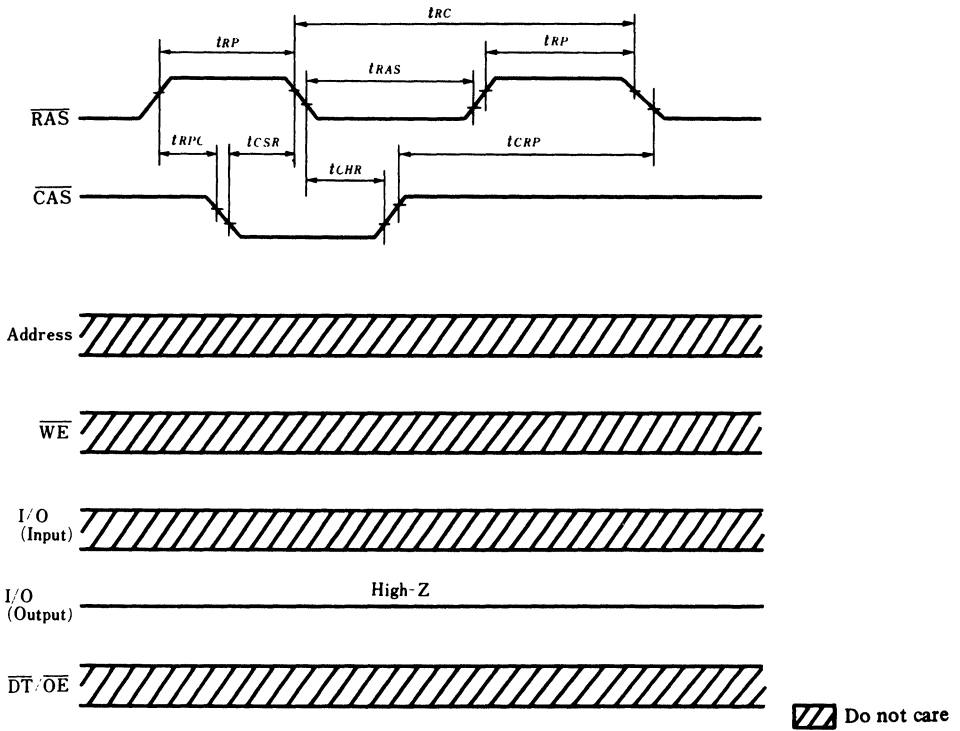 tRC
tRP
tRP
tRAS
RAS
tRPC
tCSR
tCRP
tCHR
CAS
Address
WE
I/O
(Input)
High-Z
I/O
(Output)
DT/OE
Do not care